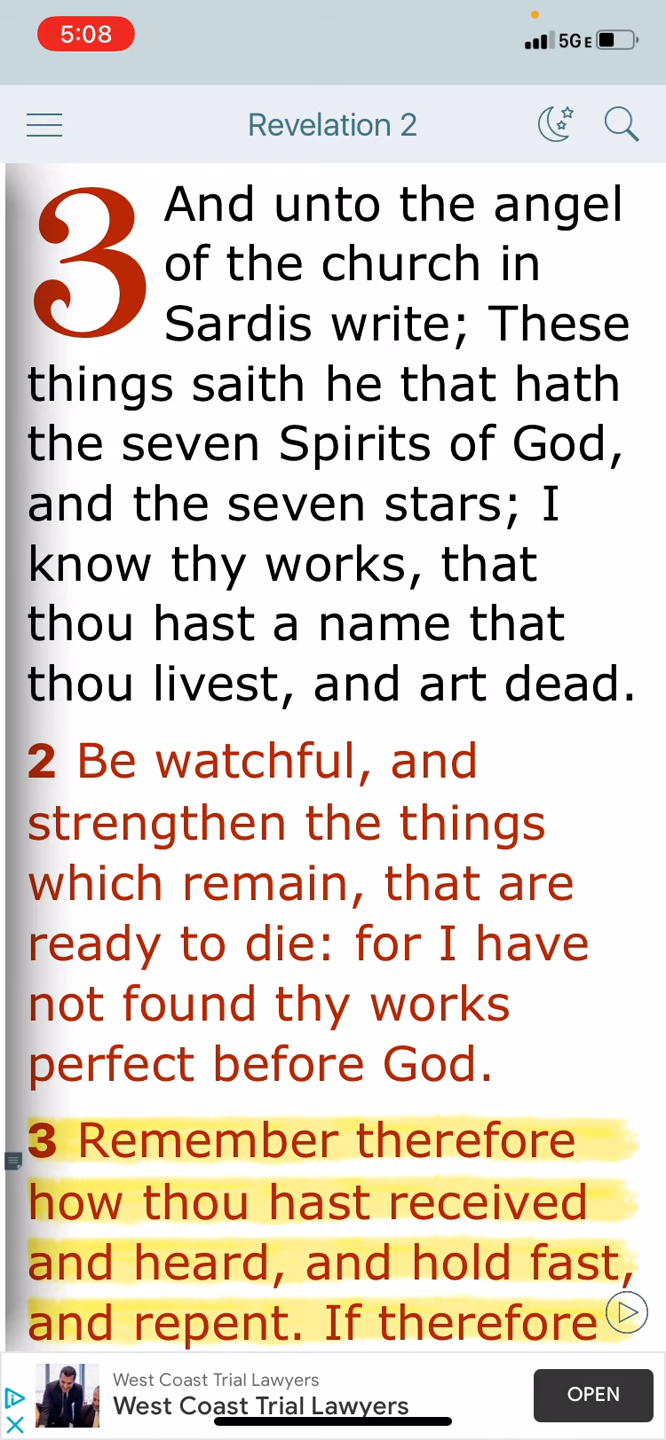 5:08
5GE
Revelation 2
3 And unto the angel
of the church in
Sardis write; These
things saith he that hath
the seven Spirits of God,
and the seven stars; I
know thy works, that
thou hast a name that
thou livest, and art dead.
2 Be watchful, and
strengthen the things
which remain, that are
ready to die: for I have
not found thy works
perfect before God.
3 Remember therefore
how thou hast received
and heard, and hold fast,
and repent. If therefore
West Coast Trial Lawyers
West Coast Trial Lawyers
OPEN